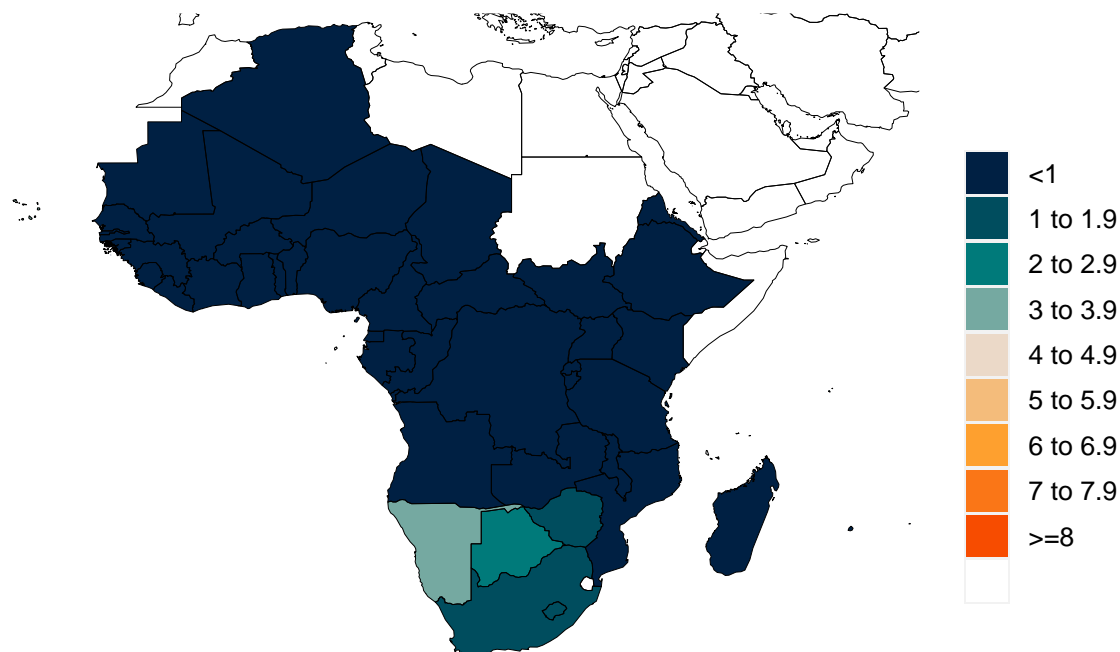 <1
1 to 1.9
2 to 2.9
3 to 3.9
4 to 4.9
5 to 5.9
6 to 6.9
7 to 7.9
>=8